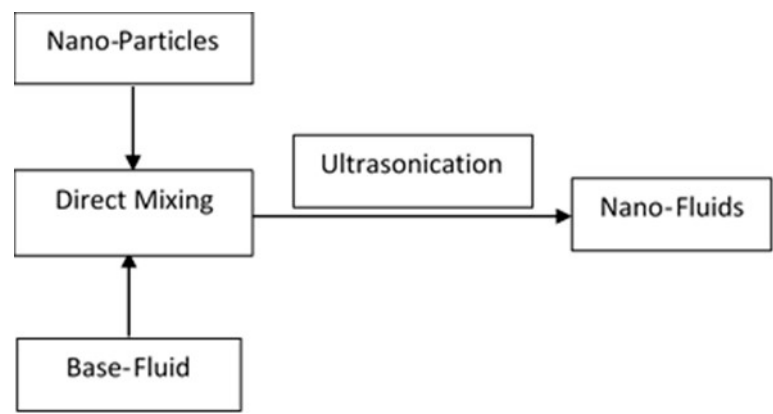 Nano-Particles
Ultrasonication
Direct Mixing
Nano-Fluids
Base-Fluid